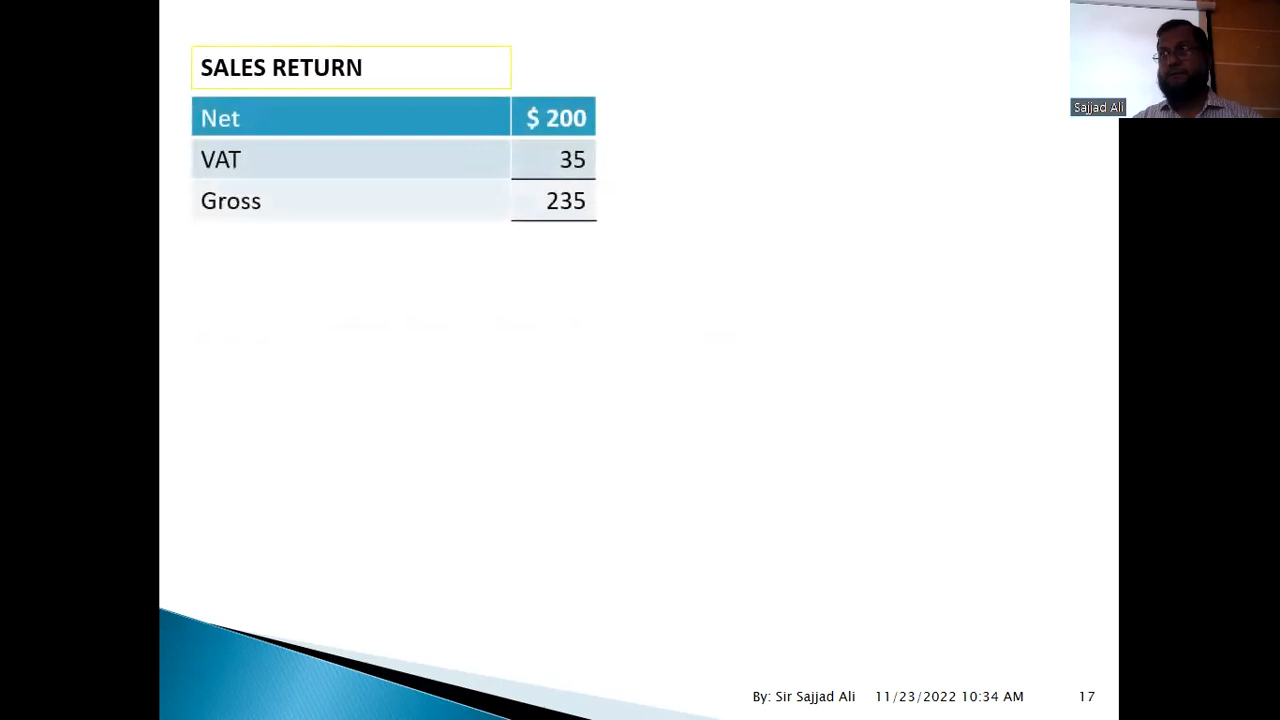 SALES RETURN
Net $ 200
VAT 35
Gross 235
Sajjad Ali
By: Sir Sajjad Ali 11/23/2022 10:34 AM 17